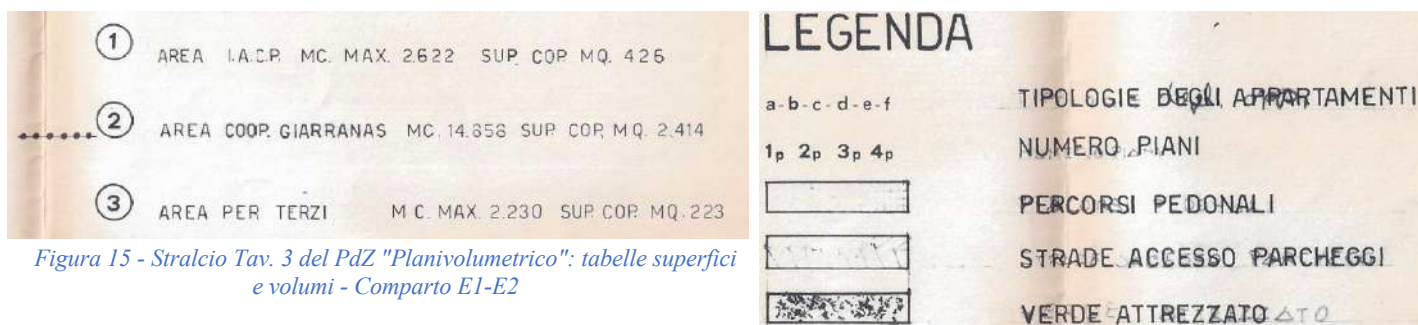 1 AREA I.A.C.P. MC. MAX. 2.622 SUP. COP. MQ. 426
2 AREA COOP. GIARRANAS MC. 14.858 SUP. COP. MQ. 2.414
3 AREA PER TERZI MC. MAX. 2.230 SUP. COP. MQ. 223
Figura 15 - Stralcio Tav. 3 del PdZ "Planivolumetrico": tabelle superfici
e volumi - Comparto E1-E2
LEGENDA
a-b-c-d-e-f TIPOLOGIE DEGLI APPARTAMENTI
1p 2p 3p 4p NUMERO PIANI
PERCORSI PEDONALI
STRADE ACCESSO PARCHEGGI
VERDE ATTREZZATO